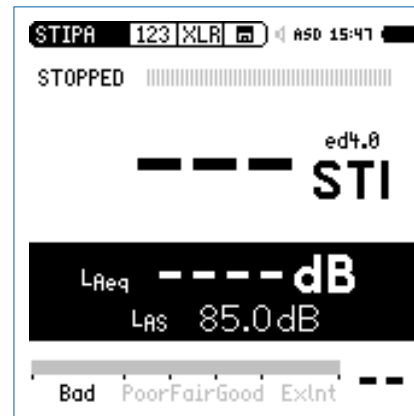 STIPA 123 XLR ASD 15:47
STOPPED
ed4.0
--- STI
LAeq ----dB
LAS 85.0dB
Bad Poor Fair Good Exlnt --